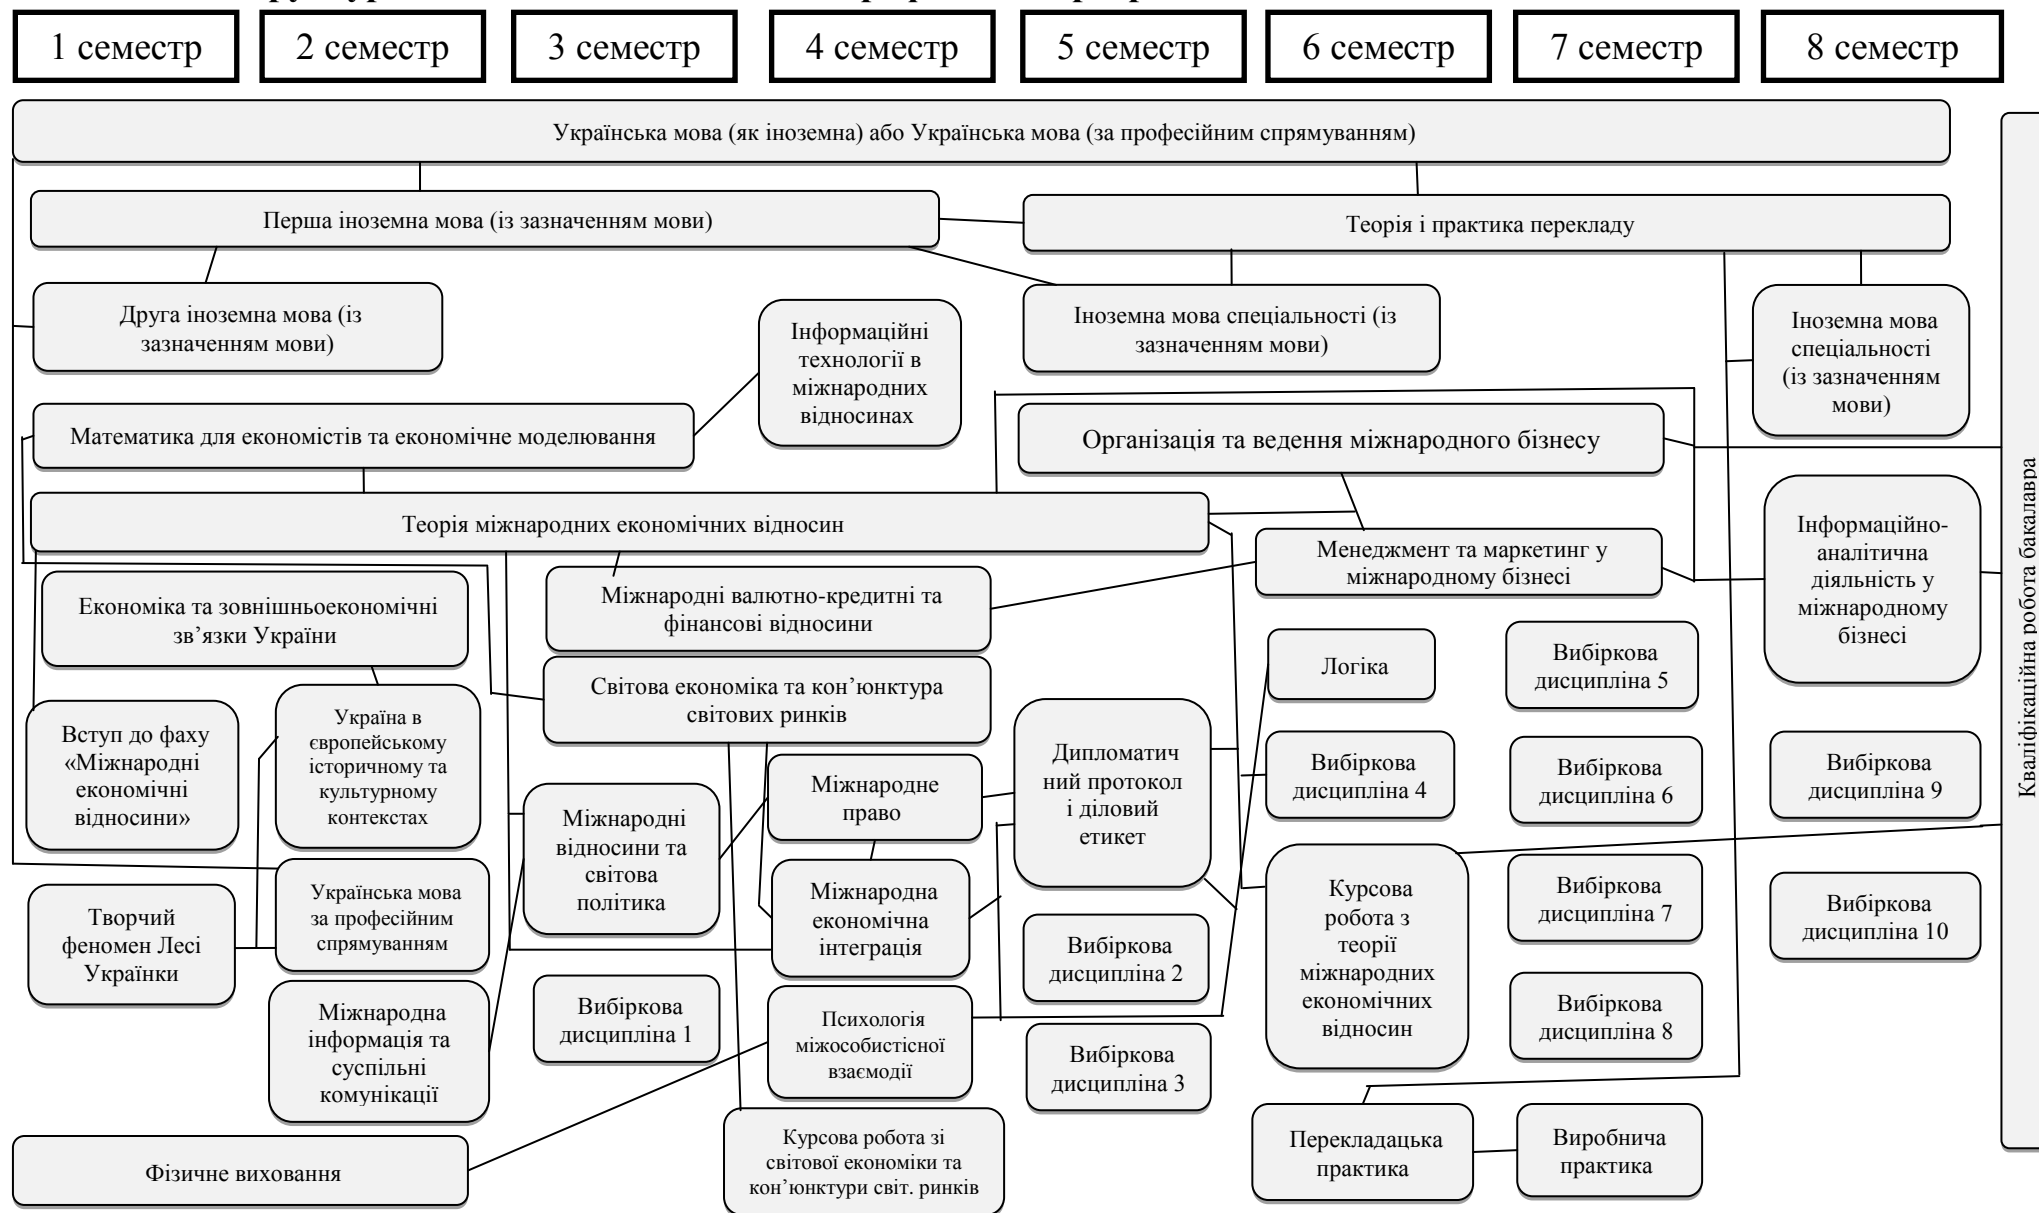 1 семестр
2 семестр
3 семестр
4 семестр
5 семестр
6 семестр
7 семестр
8 семестр
Українська мова (як іноземна) або Українська мова (за професійним спрямуванням)
Перша іноземна мова (із зазначенням мови)
Теорія і практика перекладу
Друга іноземна мова (із
зазначенням мови)
Інформаційні
технології в
міжнародних
відносинах
Іноземна мова спеціальності (із
зазначенням мови)
Іноземна мова
спеціальності
(із зазначенням
мови)
Математика для економістів та економічне моделювання
Організація та ведення міжнародного бізнесу
Теорія міжнародних економічних відносин
Менеджмент та маркетинг у
міжнародному бізнесі
Інформаційно-
аналітична
діяльність у
міжнародному
бізнесі
Економіка та зовнішньоекономічні
зв’язки України
Міжнародні валютно-кредитні та
фінансові відносини
Світова економіка та кон’юнктура
світових ринків
Логіка
Вибіркова
дисципліна 5
Вступ до фаху
«Міжнародні
економічні
відносини»
Україна в
європейському
історичному та
культурному
контекстах
Міжнародні
відносини та
світова
політика
Міжнародне
право
Дипломатич
ний протокол
і діловий
етикет
Вибіркова
дисципліна 4
Вибіркова
дисципліна 6
Вибіркова
дисципліна 9
Творчий
феномен Лесі
Українки
Українська мова
за професійним
спрямуванням
Міжнародна
економічна
інтеграція
Вибіркова
дисципліна 2
Курсова
робота з
теорії
міжнародних
економічних
відносин
Вибіркова
дисципліна 7
Вибіркова
дисципліна 10
Міжнародна
інформація та
суспільні
комунікації
Вибіркова
дисципліна 1
Психологія
міжособистісної
взаємодії
Вибіркова
дисципліна 3
Вибіркова
дисципліна 8
Фізичне виховання
Курсова робота зі
світової економіки та
кон’юнктури світ. ринків
Перекладацька
практика
Виробнича
практика
Кваліфікаційна робота бакалавра